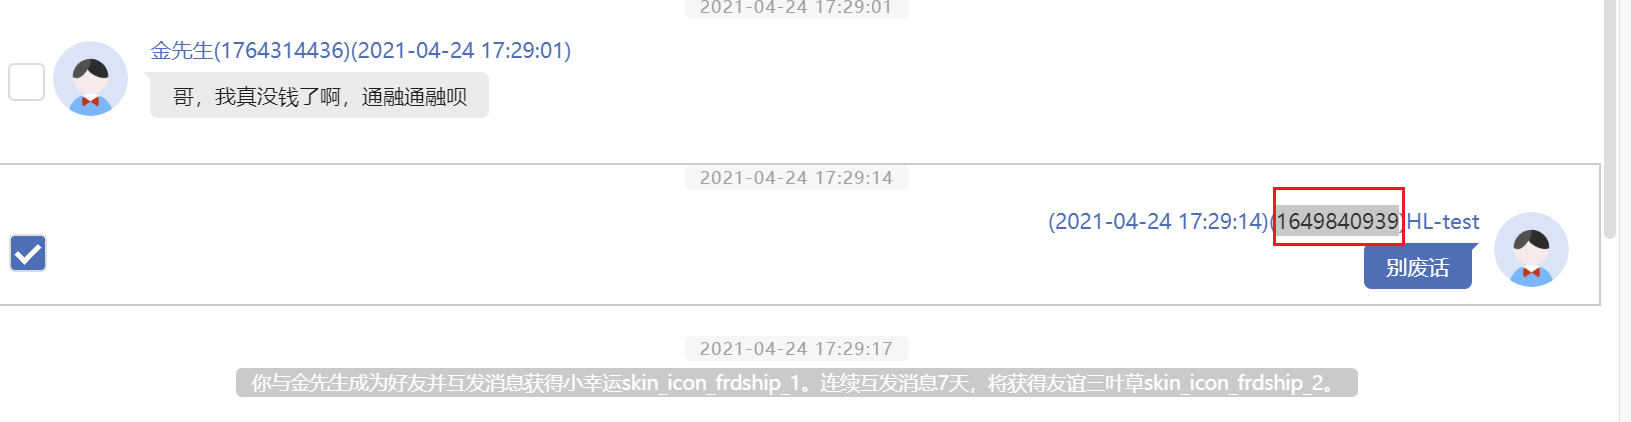 2021-04-24 17:29:01
金先生(1764314436)(2021-04-24 17:29:01)
哥，我真没钱了啊，通融通融呗
2021-04-24 17:29:14
(2021-04-24 17:29:14)(1649840939)HL-test
别废话
2021-04-24 17:29:17
你与金先生成为好友并互发消息获得小幸运skin_icon_frdship_1。连续互发消息7天，将获得友谊三叶草skin_icon_frdship_2。